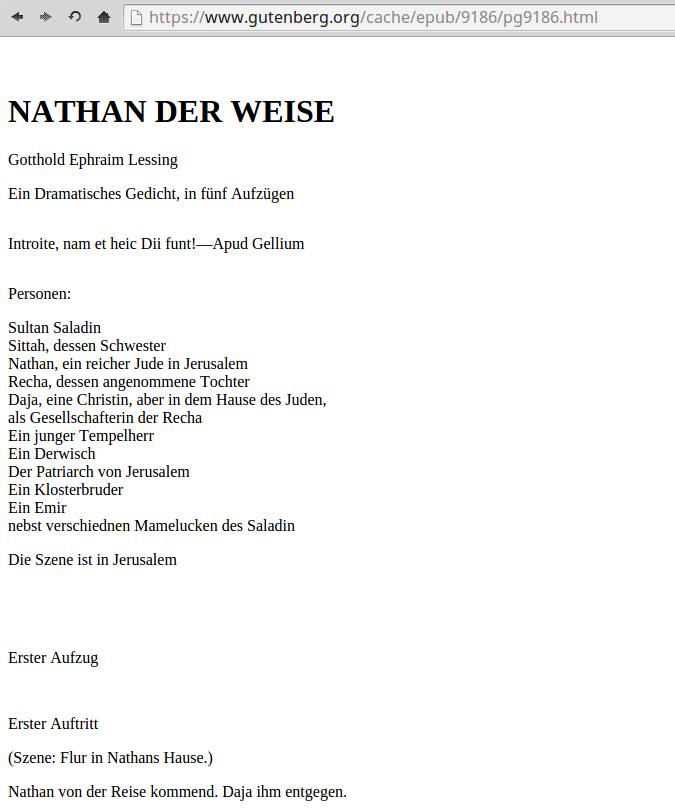 https://www.gutenberg.org/cache/epub/9186/pg9186.html
NATHAN DER WEISE
Gotthold Ephraim Lessing
Ein Dramatisches Gedicht, in fünf Aufzügen
Introite, nam et heic Dii funt!—Apud Gellium
Personen:
Sultan Saladin
Sittah, dessen Schwester
Nathan, ein reicher Jude in Jerusalem
Recha, dessen angenommene Tochter
Daja, eine Christin, aber in dem Hause des Juden,
als Gesellschafterin der Recha
Ein junger Tempelherr
Ein Derwisch
Der Patriarch von Jerusalem
Ein Klosterbruder
Ein Emir
nebst verschiednen Mamelucken des Saladin
Die Szene ist in Jerusalem
Erster Aufzug
Erster Auftritt
(Szene: Flur in Nathans Hause.)
Nathan von der Reise kommend. Daja ihm entgegen.